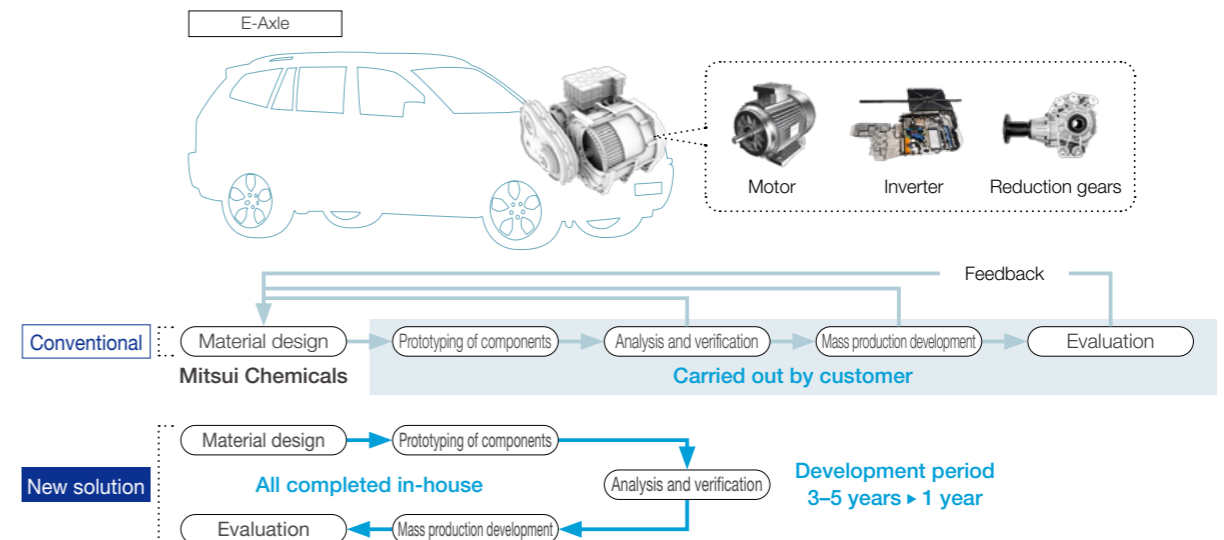 E-Axle
Motor
Inverter
Reduction gears
Feedback
Conventional
Material design
Prototyping of components
Analysis and verification
Mass production development
Evaluation
Mitsui Chemicals
Carried out by customer
New solution
Material design
Prototyping of components
All completed in-house
Analysis and verification
Development period
3–5 years ▸ 1 year
Evaluation
Mass production development